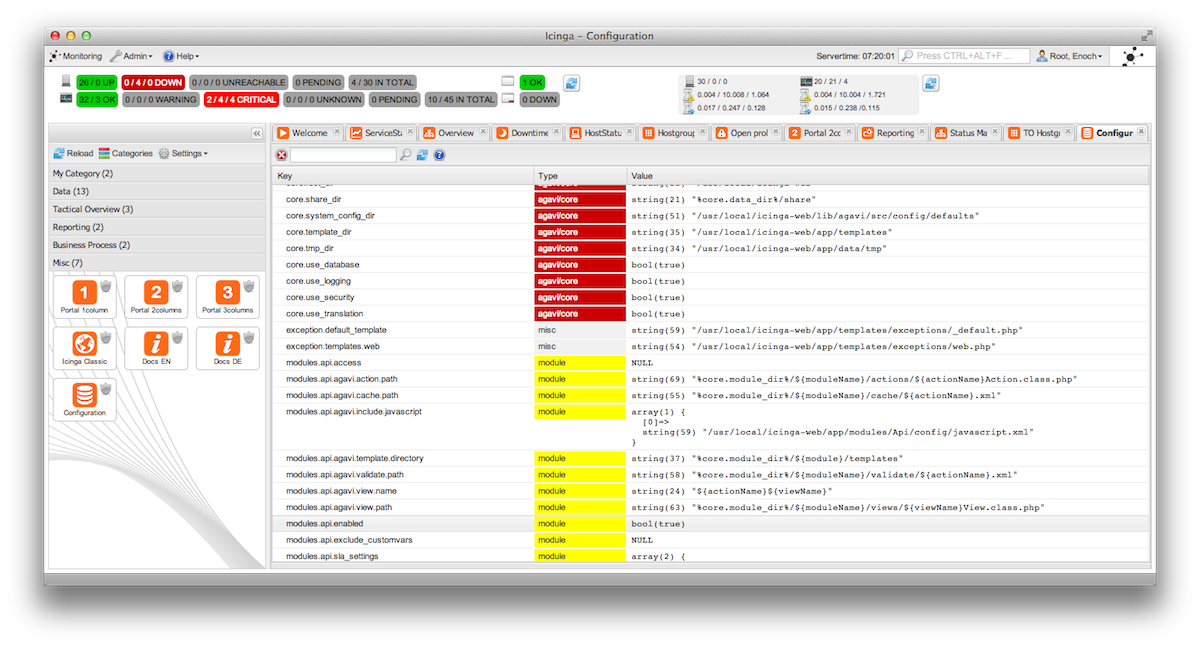 Icinga – Configuration
Monitoring Admin Help Servertime: 07:20:01 Press CTRL+ALT+F ... Root, Enoch
26 / 0 UP 0 / 4 / 0 DOWN 0 / 0 / 0 UNREACHABLE 0 PENDING 4 / 30 IN TOTAL 1 OK 30 / 0 / 0 20 / 21 / 4
32 / 3 OK 0 / 0 / 0 WARNING 2 / 4 / 4 CRITICAL 0 / 0 / 0 UNKNOWN 0 PENDING 10 / 45 IN TOTAL 0 DOWN 0.004 / 10.008 / 1.064 0.004 / 10.004 / 1.721
0.017 / 0.247 / 0.128 0.015 / 0.238 /0.115
Welcome ServiceSta Overview Downtime HostStatu Hostgroup Open prol Portal 2co Reporting Status Ma TO Hostg Configur
Reload Categories Settings
My Category (2)
Data (13)
Tactical Overview (3)
Reporting (2)
Business Process (2)
Misc (7)
1 2 3
Portal 1column Portal 2columns Portal 3columns
Icinga Classic Docs EN Docs DE
Configuration
Key Type Value
core.share_dir agavi/core string(21) "%core.data_dir%/share"
core.system_config_dir agavi/core string(51) "/usr/local/icinga-web/lib/agavi/src/config/defaults"
core.template_dir agavi/core string(35) "/usr/local/icinga-web/app/templates"
core.tmp_dir agavi/core string(34) "/usr/local/icinga-web/app/data/tmp"
core.use_database agavi/core bool(true)
core.use_logging agavi/core bool(true)
core.use_security agavi/core bool(true)
core.use_translation agavi/core bool(true)
exception.default_template misc string(59) "/usr/local/icinga-web/app/templates/exceptions/_default.php"
exception.templates.web misc string(54) "/usr/local/icinga-web/app/templates/exceptions/web.php"
modules.api.access module NULL
modules.api.agavi.action.path module string(69) "%core.module_dir%/${moduleName}/actions/${actionName}Action.class.php"
modules.api.agavi.cache.path module string(55) "%core.module_dir%/${moduleName}/cache/${actionName}.xml"
modules.api.agavi.include.javascript module array(1) {
[0]=>
string(59) "/usr/local/icinga-web/app/modules/Api/config/javascript.xml"
}
modules.api.agavi.template.directory module string(37) "%core.module_dir%/${module}/templates"
modules.api.agavi.validate.path module string(58) "%core.module_dir%/${moduleName}/validate/${actionName}.xml"
modules.api.agavi.view.name module string(24) "${actionName}${viewName}"
modules.api.agavi.view.path module string(63) "%core.module_dir%/${moduleName}/views/${viewName}View.class.php"
modules.api.enabled module bool(true)
modules.api.exclude_customvars module NULL
modules.api.sla_settings module array(2) {